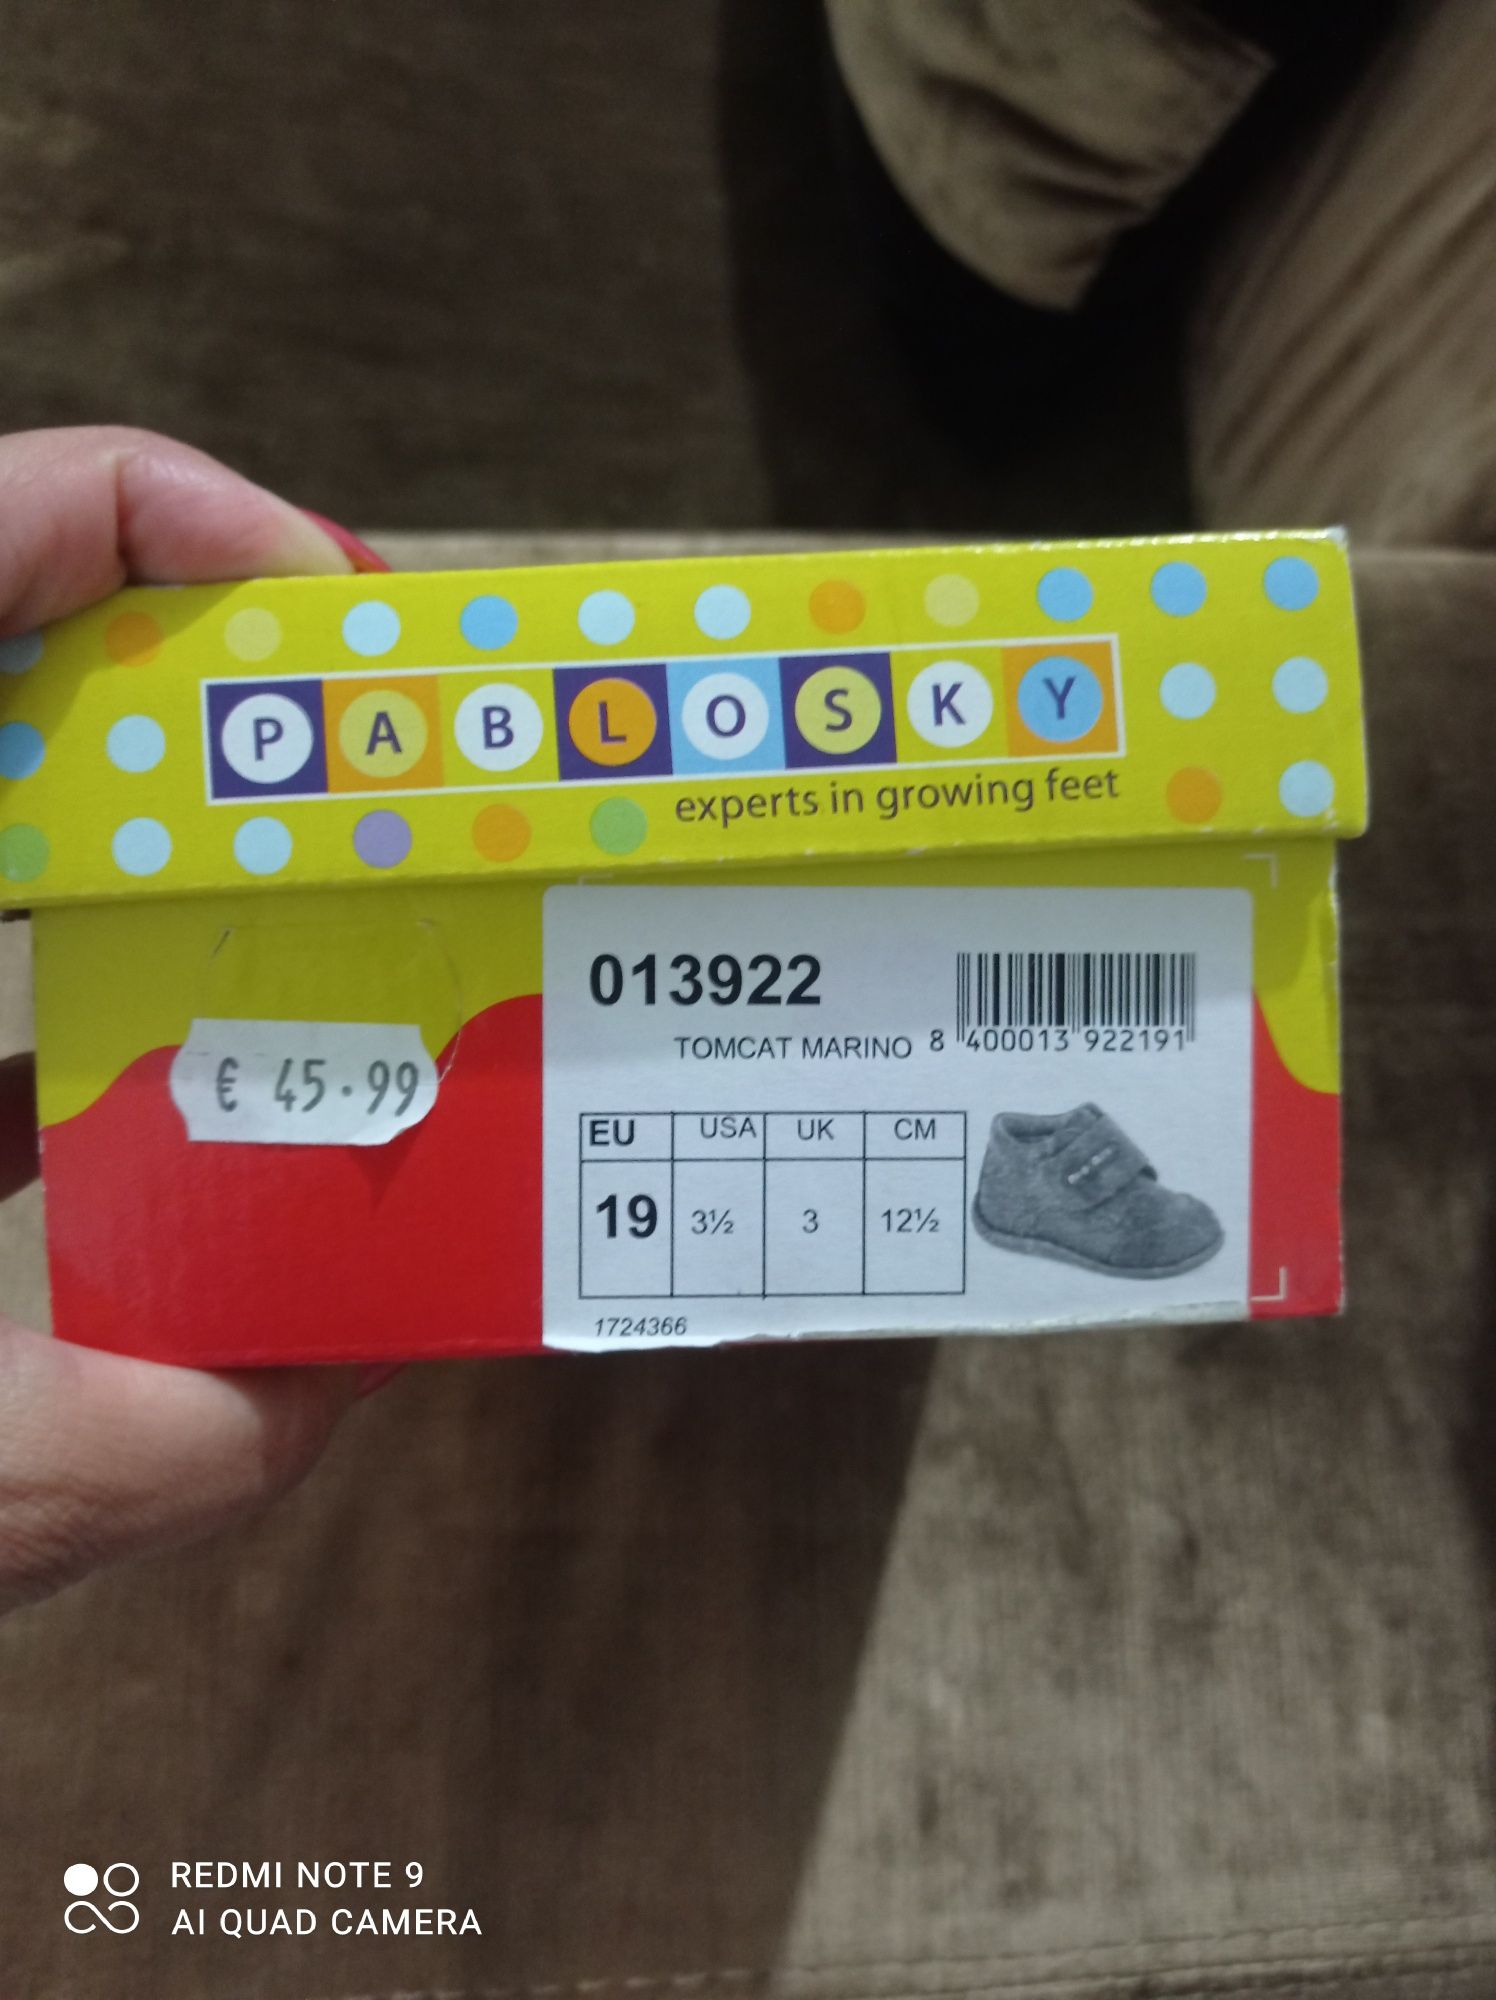 PABLOSKY
experts in growing feet
€ 45.99
013922
TOMCAT MARINO
8 400013 922191
EU USA UK CM
19 3½ 3 12½
1724366
REDMI NOTE 9
AI QUAD CAMERA